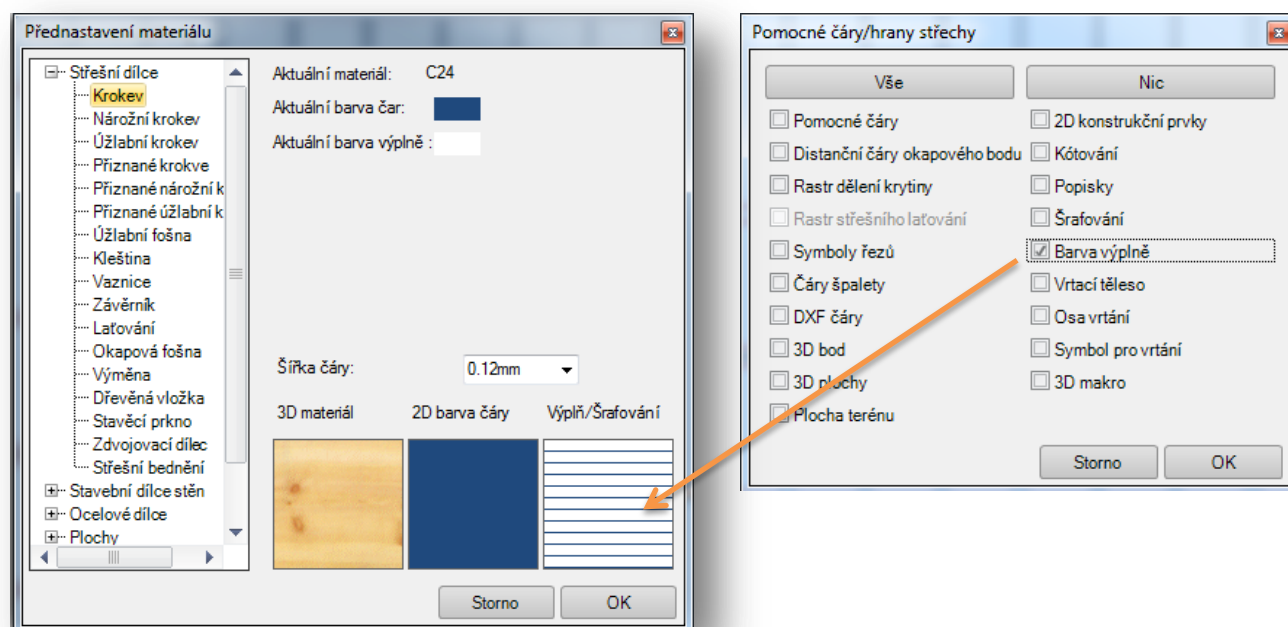 Přednastavení materiálu
Střešní dílce
Krokev
Nárožní krokev
Úžlabní krokev
Přiznané krokve
Přiznané nárožní k
Přiznané úžlabní k
Úžlabní fošna
Kleština
Vaznice
Závěrník
Laťování
Okapová fošna
Výměna
Dřevěná vložka
Stavěcí prkno
Zdvojovací dílec
Střešní bednění
Stavební dílce stěn
Ocelové dílce
Plochy
Aktuální materiál: C24
Aktuální barva čar:
Aktuální barva výplně :
Šířka čáry: 0.12mm
3D materiál 2D barva čáry Výplň/Šrafování
Storno OK
Pomocné čáry/hrany střechy
Vše Nic
Pomocné čáry
Distanční čáry okapového bodu
Rastr dělení krytiny
Rastr střešního laťování
Symboly řezů
Čáry špalety
DXF čáry
3D bod
3D plochy
Plocha terénu
2D konstrukční prvky
Kótování
Popisky
Šrafování
Barva výplně
Vrtací těleso
Osa vrtání
Symbol pro vrtání
3D makro
Storno OK